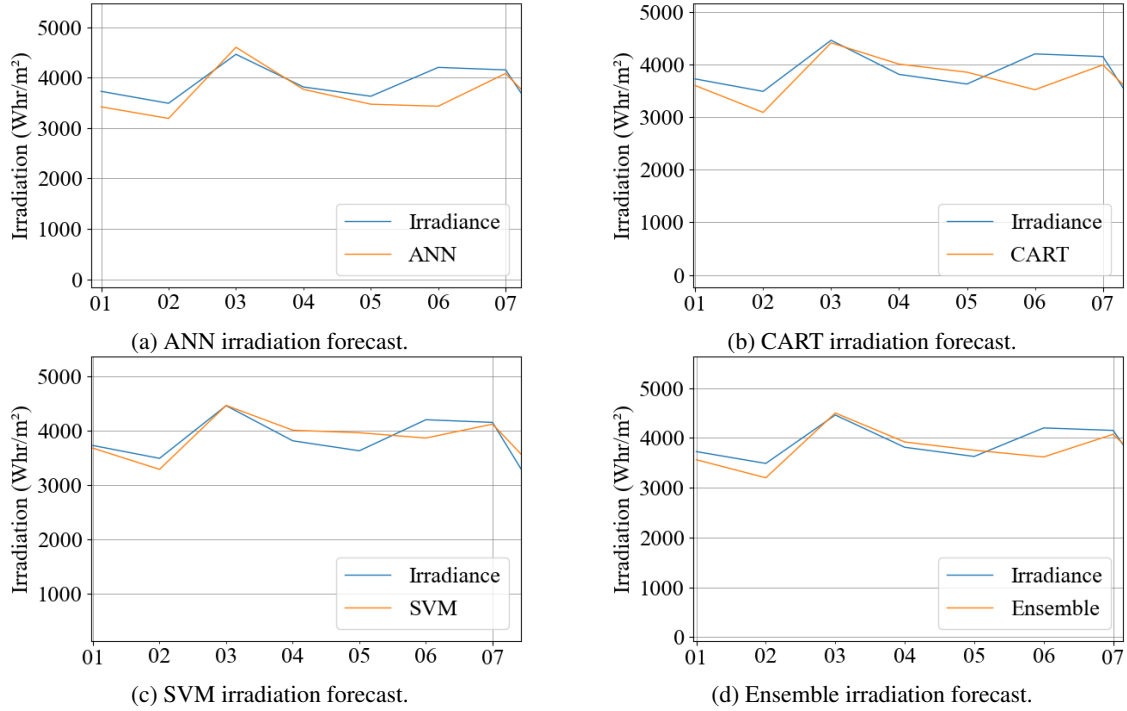 5000
4000
3000
2000
1000
0
Irradiation (Whr/m²)
Irradiance
ANN
01 02 03 04 05 06 07
(a) ANN irradiation forecast.
5000
4000
3000
2000
1000
0
Irradiation (Whr/m²)
Irradiance
CART
01 02 03 04 05 06 07
(b) CART irradiation forecast.
5000
4000
3000
2000
1000
Irradiation (Whr/m²)
Irradiance
SVM
01 02 03 04 05 06 07
(c) SVM irradiation forecast.
5000
4000
3000
2000
1000
0
Irradiation (Whr/m²)
Irradiance
Ensemble
01 02 03 04 05 06 07
(d) Ensemble irradiation forecast.